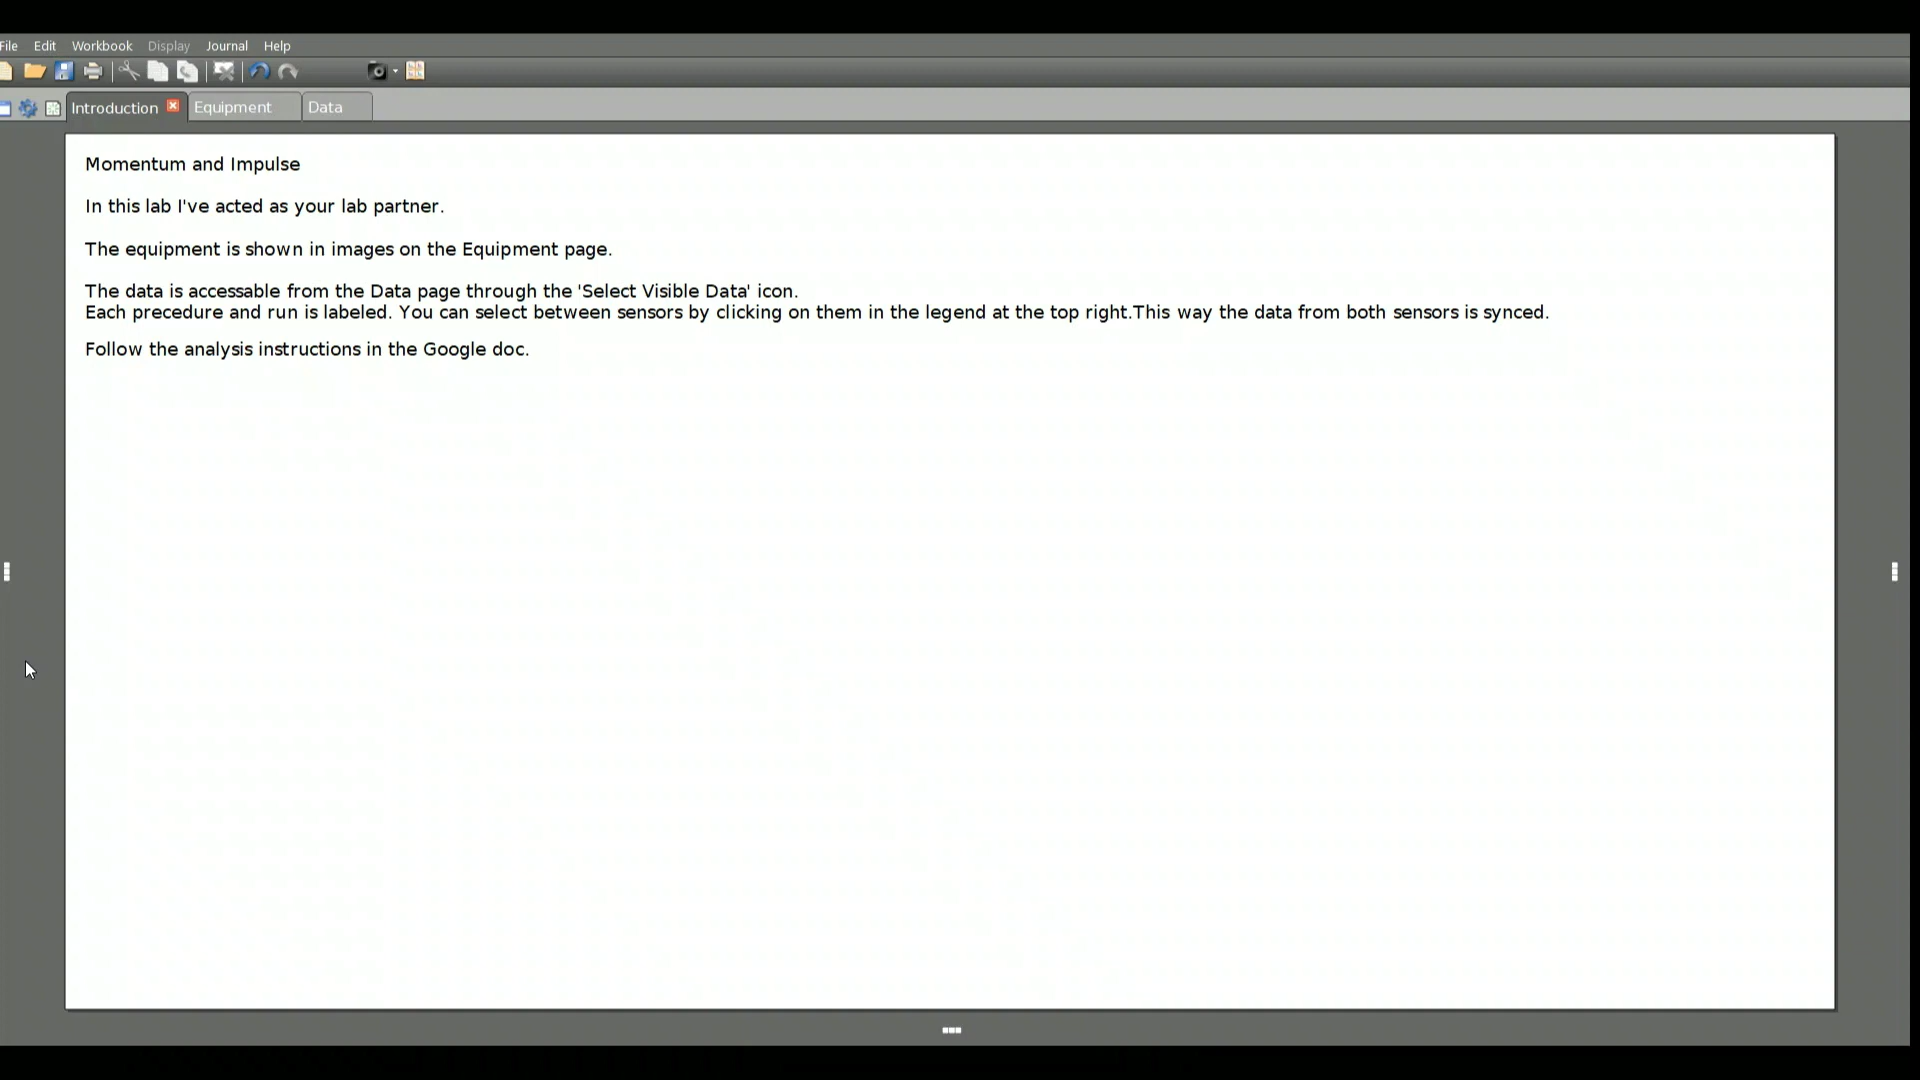 File Edit Workbook Display Journal Help
Introduction Equipment Data
Momentum and Impulse
In this lab I've acted as your lab partner.
The equipment is shown in images on the Equipment page.
The data is accessable from the Data page through the 'Select Visible Data' icon.
Each precedure and run is labeled. You can select between sensors by clicking on them in the legend at the top right.This way the data from both sensors is synced.
Follow the analysis instructions in the Google doc.